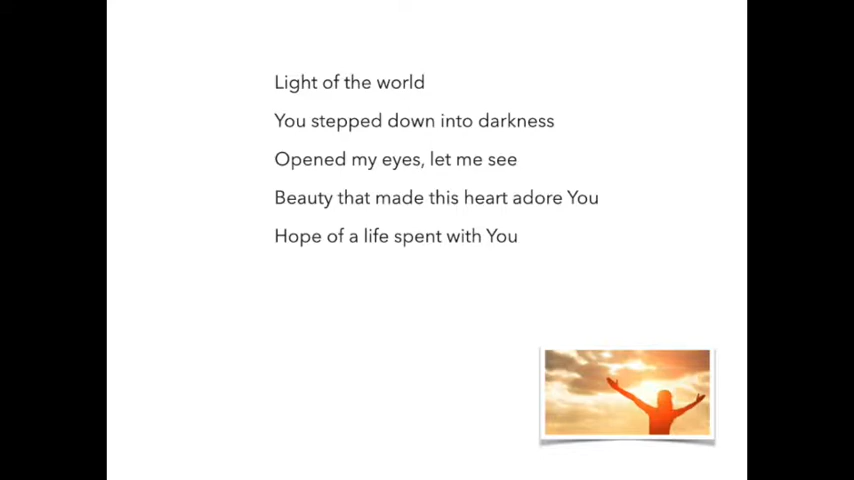 Light of the world
You stepped down into darkness
Opened my eyes, let me see
Beauty that made this heart adore You
Hope of a life spent with You